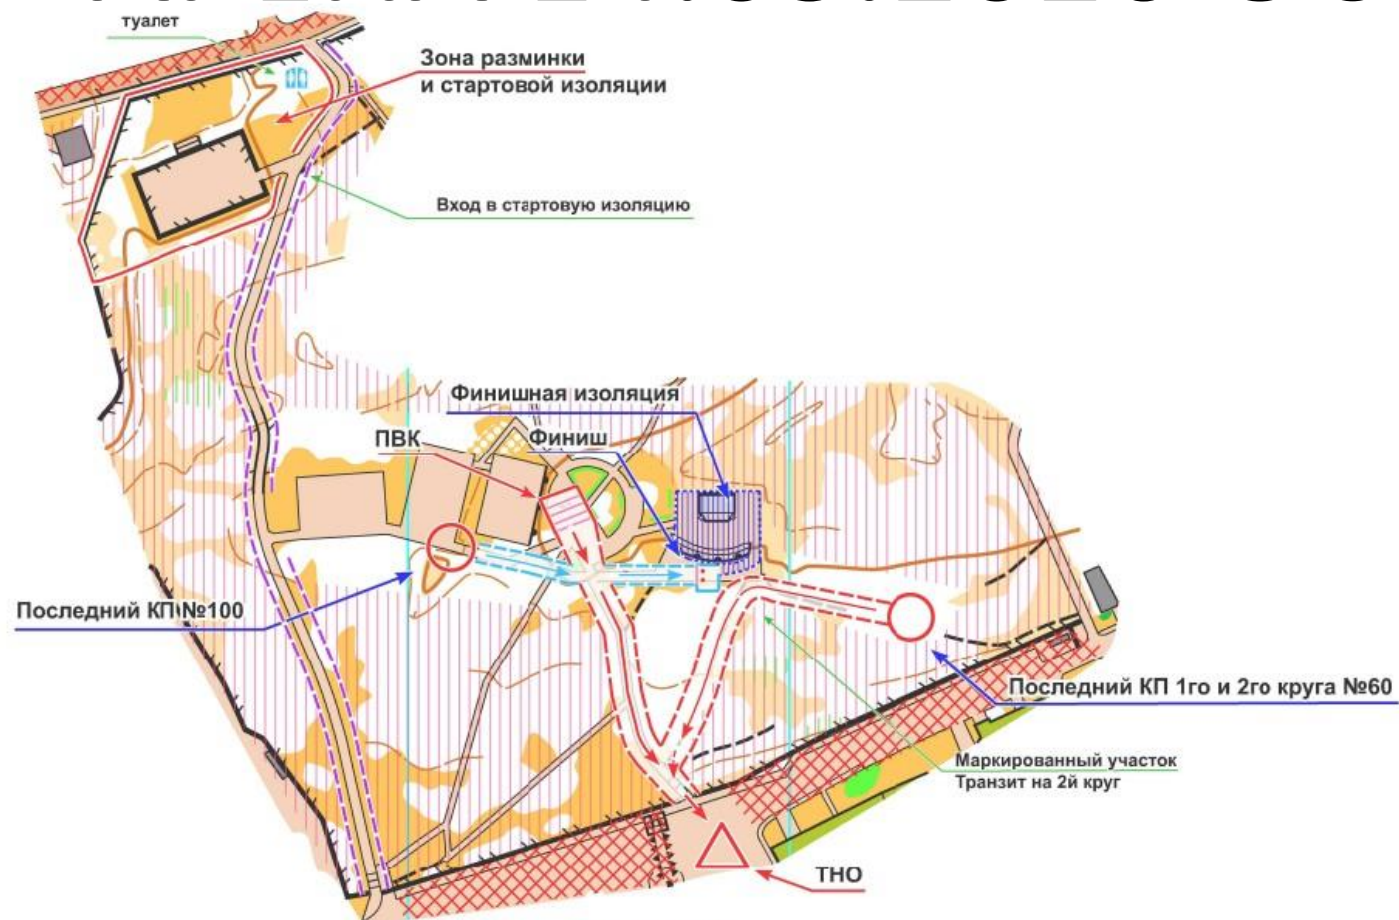 туалет
Зона разминки
и стартовой изоляции
Вход в стартовую изоляцию
Финишная изоляция
ПВК
Финиш
Последний КП №100
Последний КП 1го и 2го круга №60
Маркированный участок
Транзит на 2й круг
ТНО